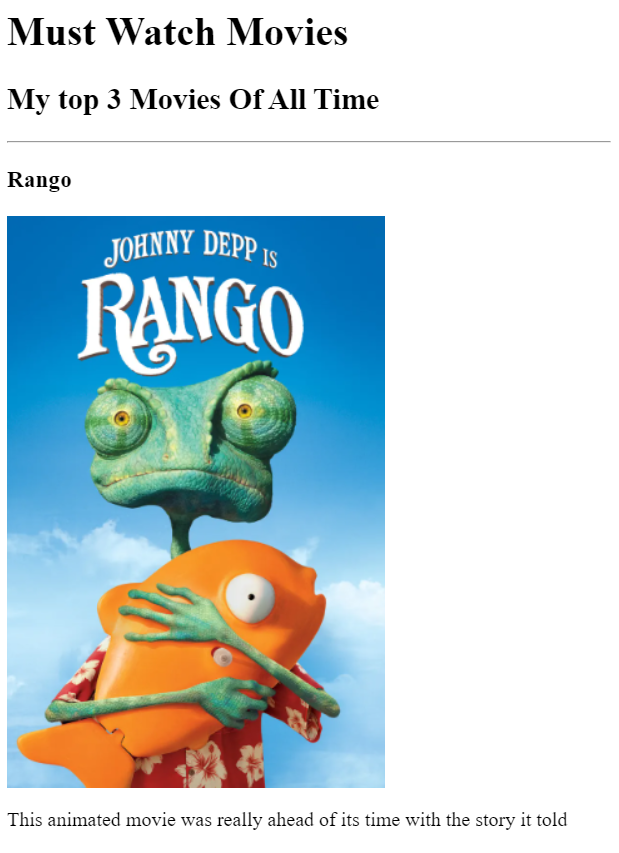 Must Watch Movies
My top 3 Movies Of All Time
Rango
JOHNNY DEPP IS
RANGO
This animated movie was really ahead of its time with the story it told